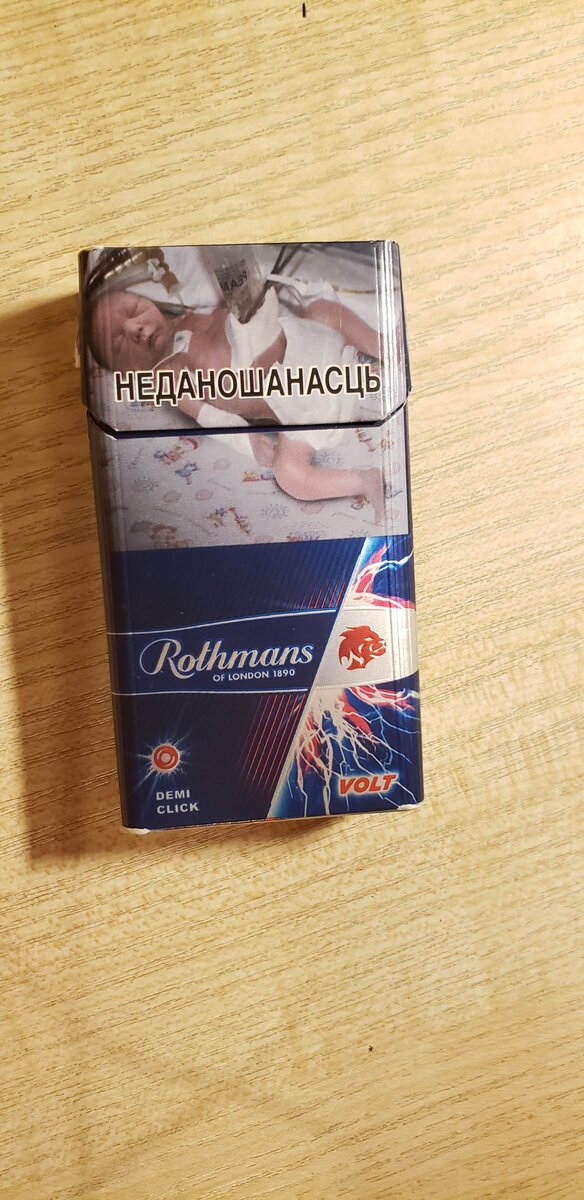 НЕДАНОШАНАСЦЬ
Rothmans
OF LONDON 1890
DEMI
CLICK
VOLT